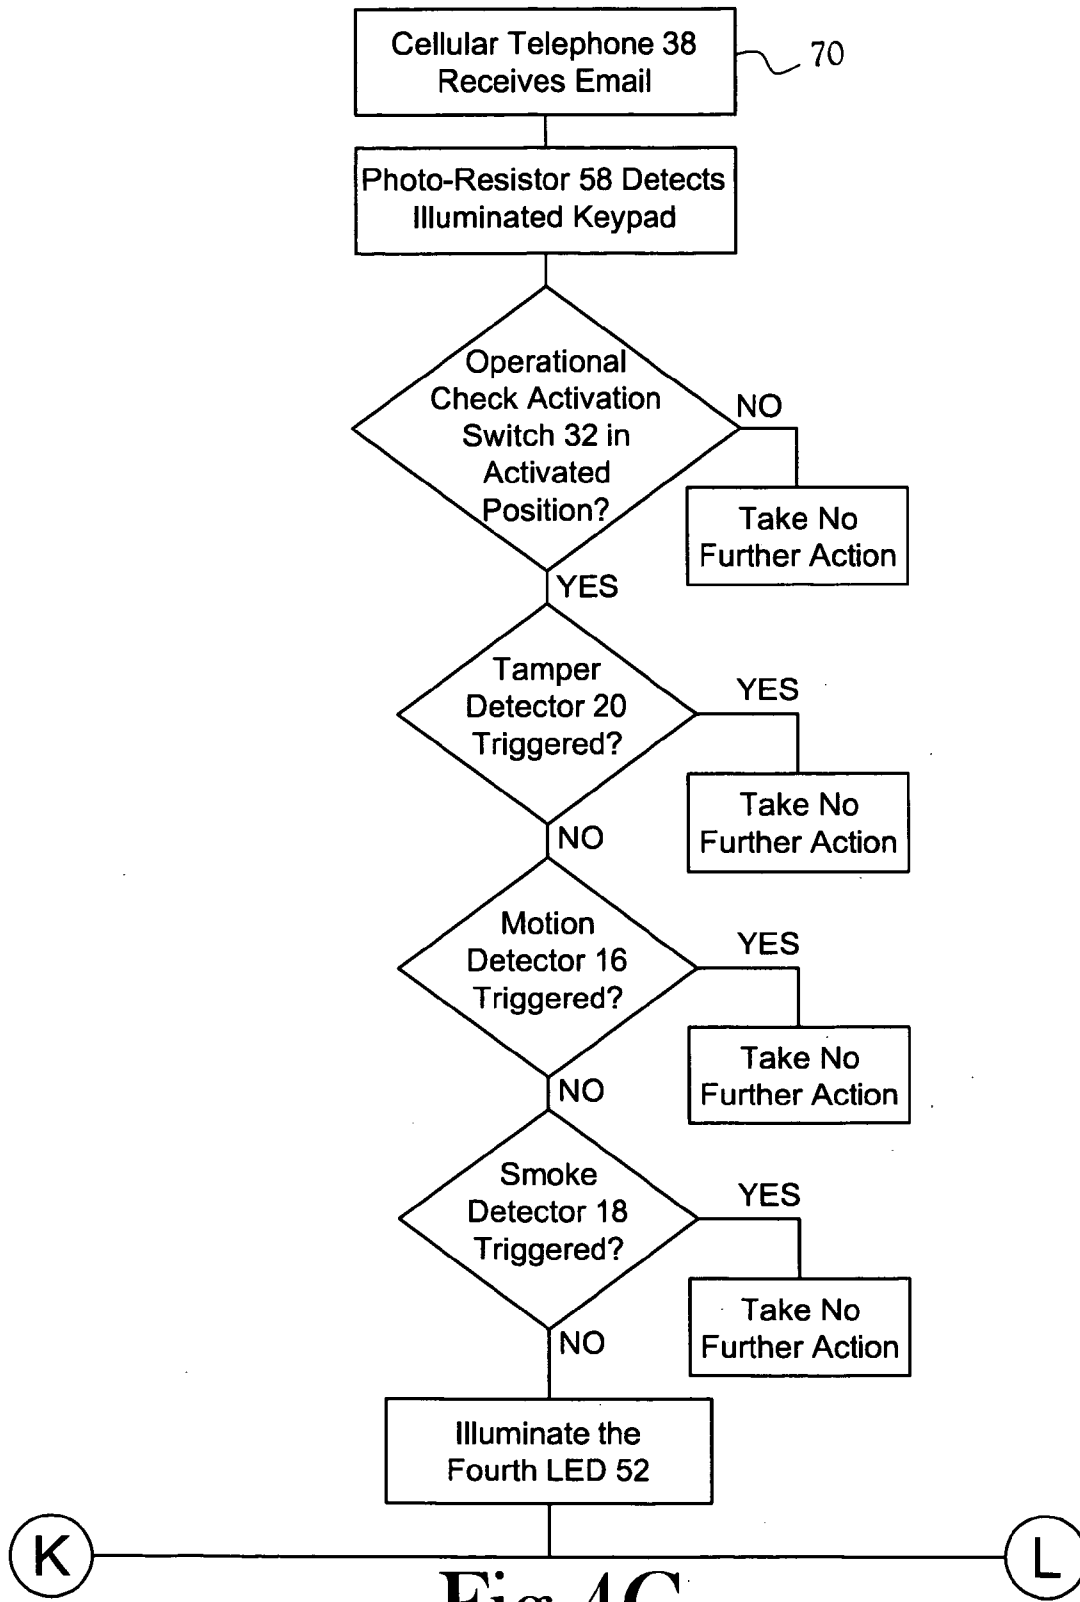 Cellular Telephone 38
Receives Email
70
Photo-Resistor 58 Detects
Illuminated Keypad
Operational
Check Activation
Switch 32 in
Activated
Position?
NO
Take No
Further Action
YES
Tamper
Detector 20
Triggered?
YES
Take No
Further Action
NO
Motion
Detector 16
Triggered?
YES
Take No
Further Action
NO
Smoke
Detector 18
Triggered?
YES
Take No
Further Action
NO
Illuminate the
Fourth LED 52
K
L